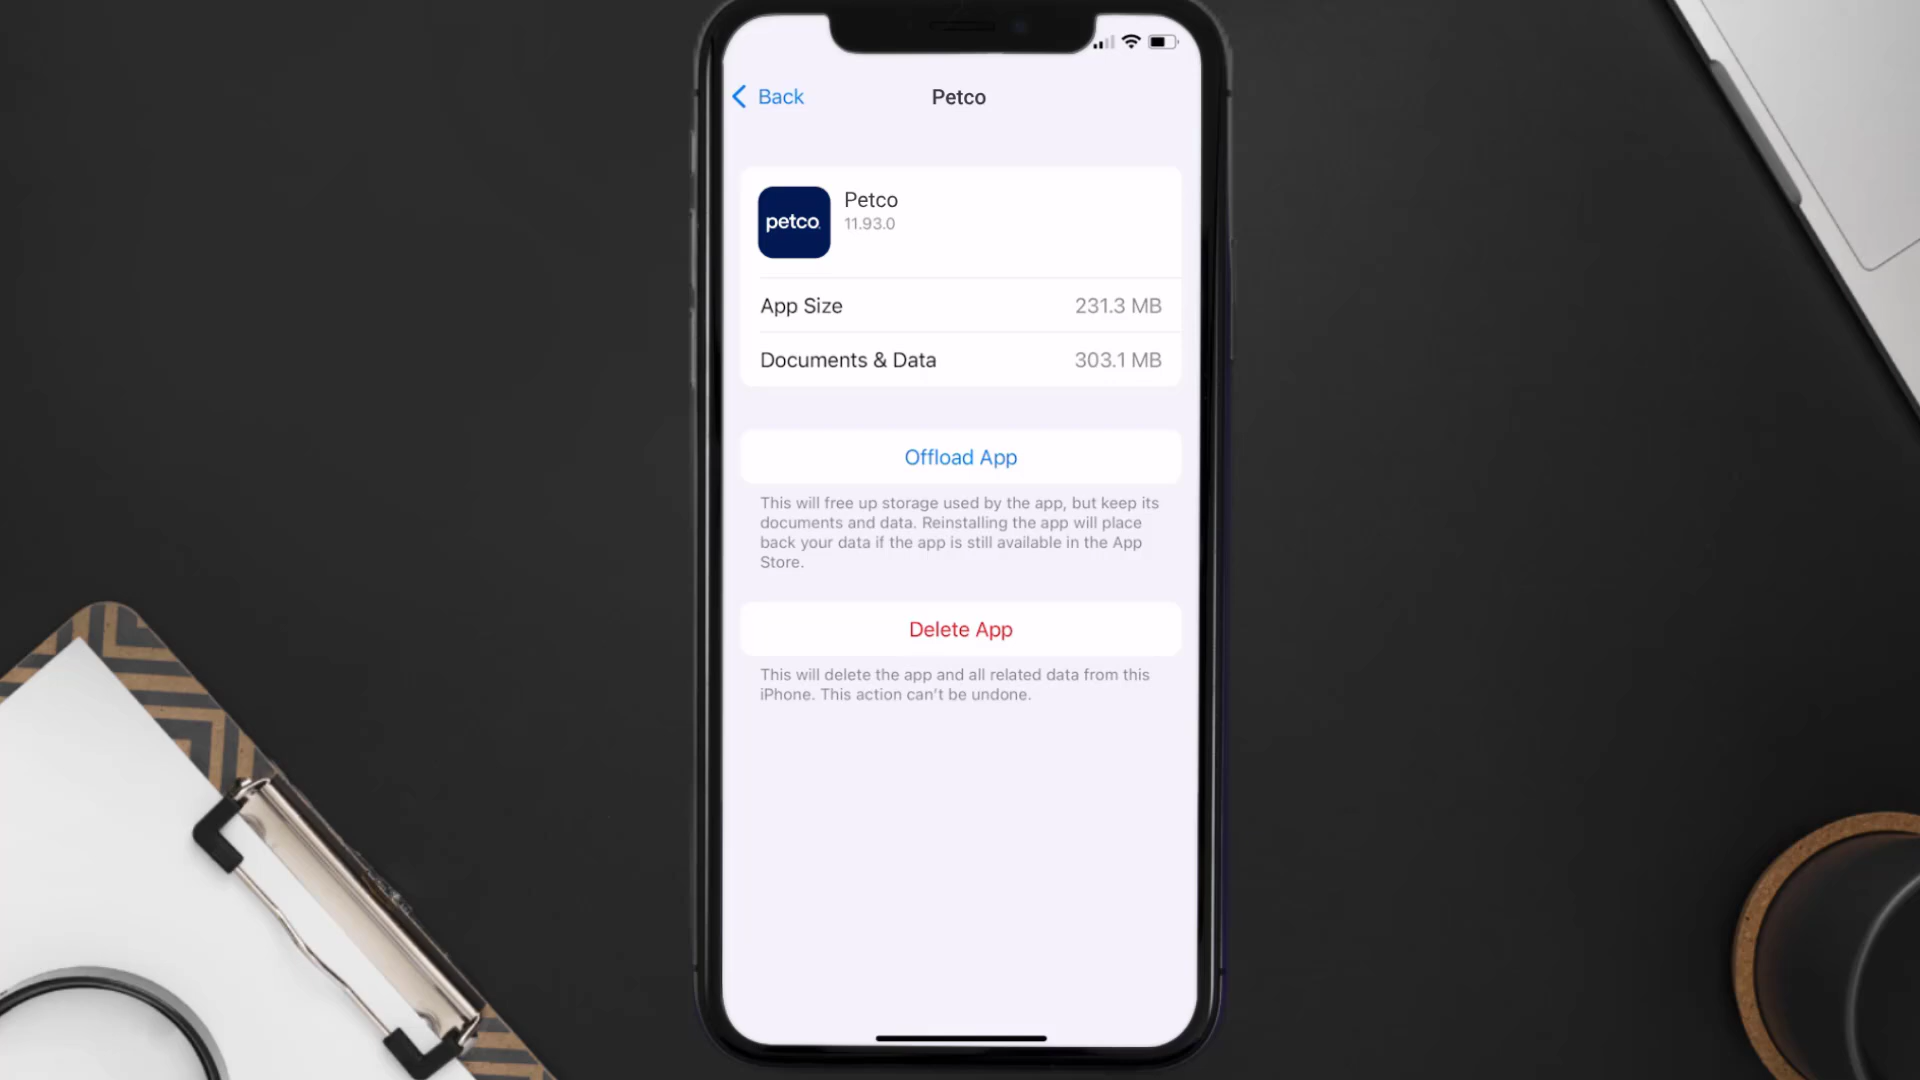 Back
Petco
petco
Petco
11.93.0
App Size 231.3 MB
Documents & Data 303.1 MB
Offload App
This will free up storage used by the app, but keep its
documents and data. Reinstalling the app will place
back your data if the app is still available in the App
Store.
Delete App
This will delete the app and all related data from this
iPhone. This action can't be undone.